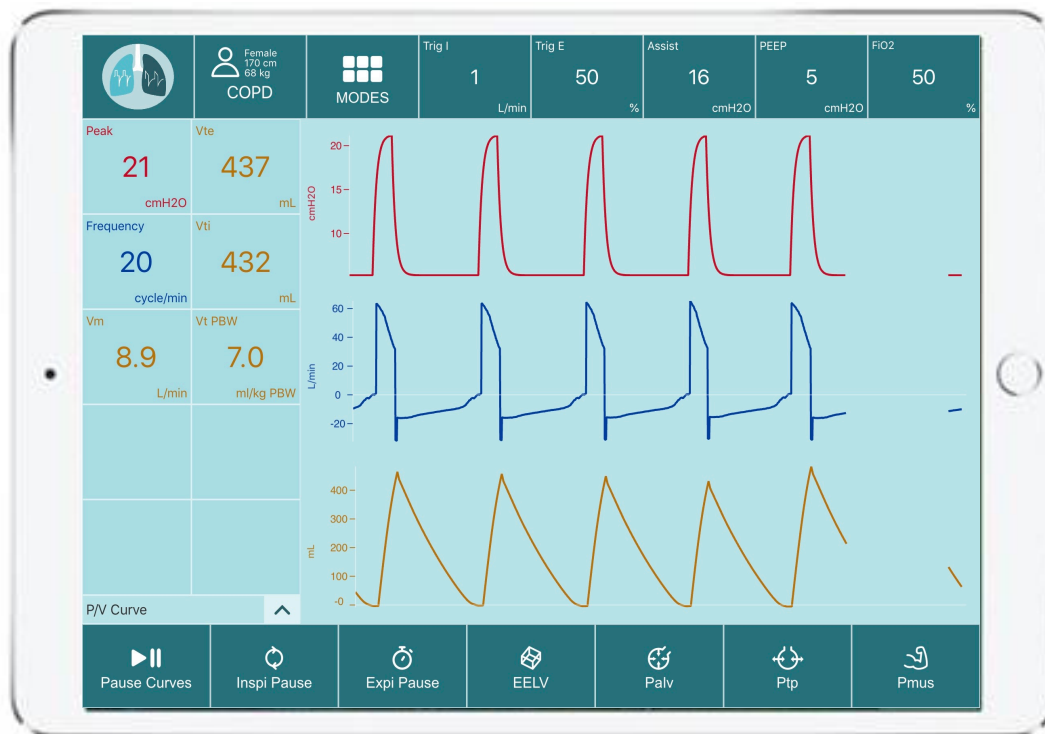 Female
170 cm
68 kg
COPD
MODES
Trig I
1
L/min
Trig E
50
%
Assist
16
cmH2O
PEEP
5
cmH2O
FiO2
50
%
Peak
21
cmH2O
Vte
437
mL
Frequency
20
cycle/min
Vti
432
mL
Vm
8.9
L/min
Vt PBW
7.0
ml/kg PBW
P/V Curve
cmH2O
20
15
10
L/min
60
40
20
0
-20
mL
400
300
200
100
-0
Pause Curves
Inspi Pause
Expi Pause
EELV
Palv
Ptp
Pmus